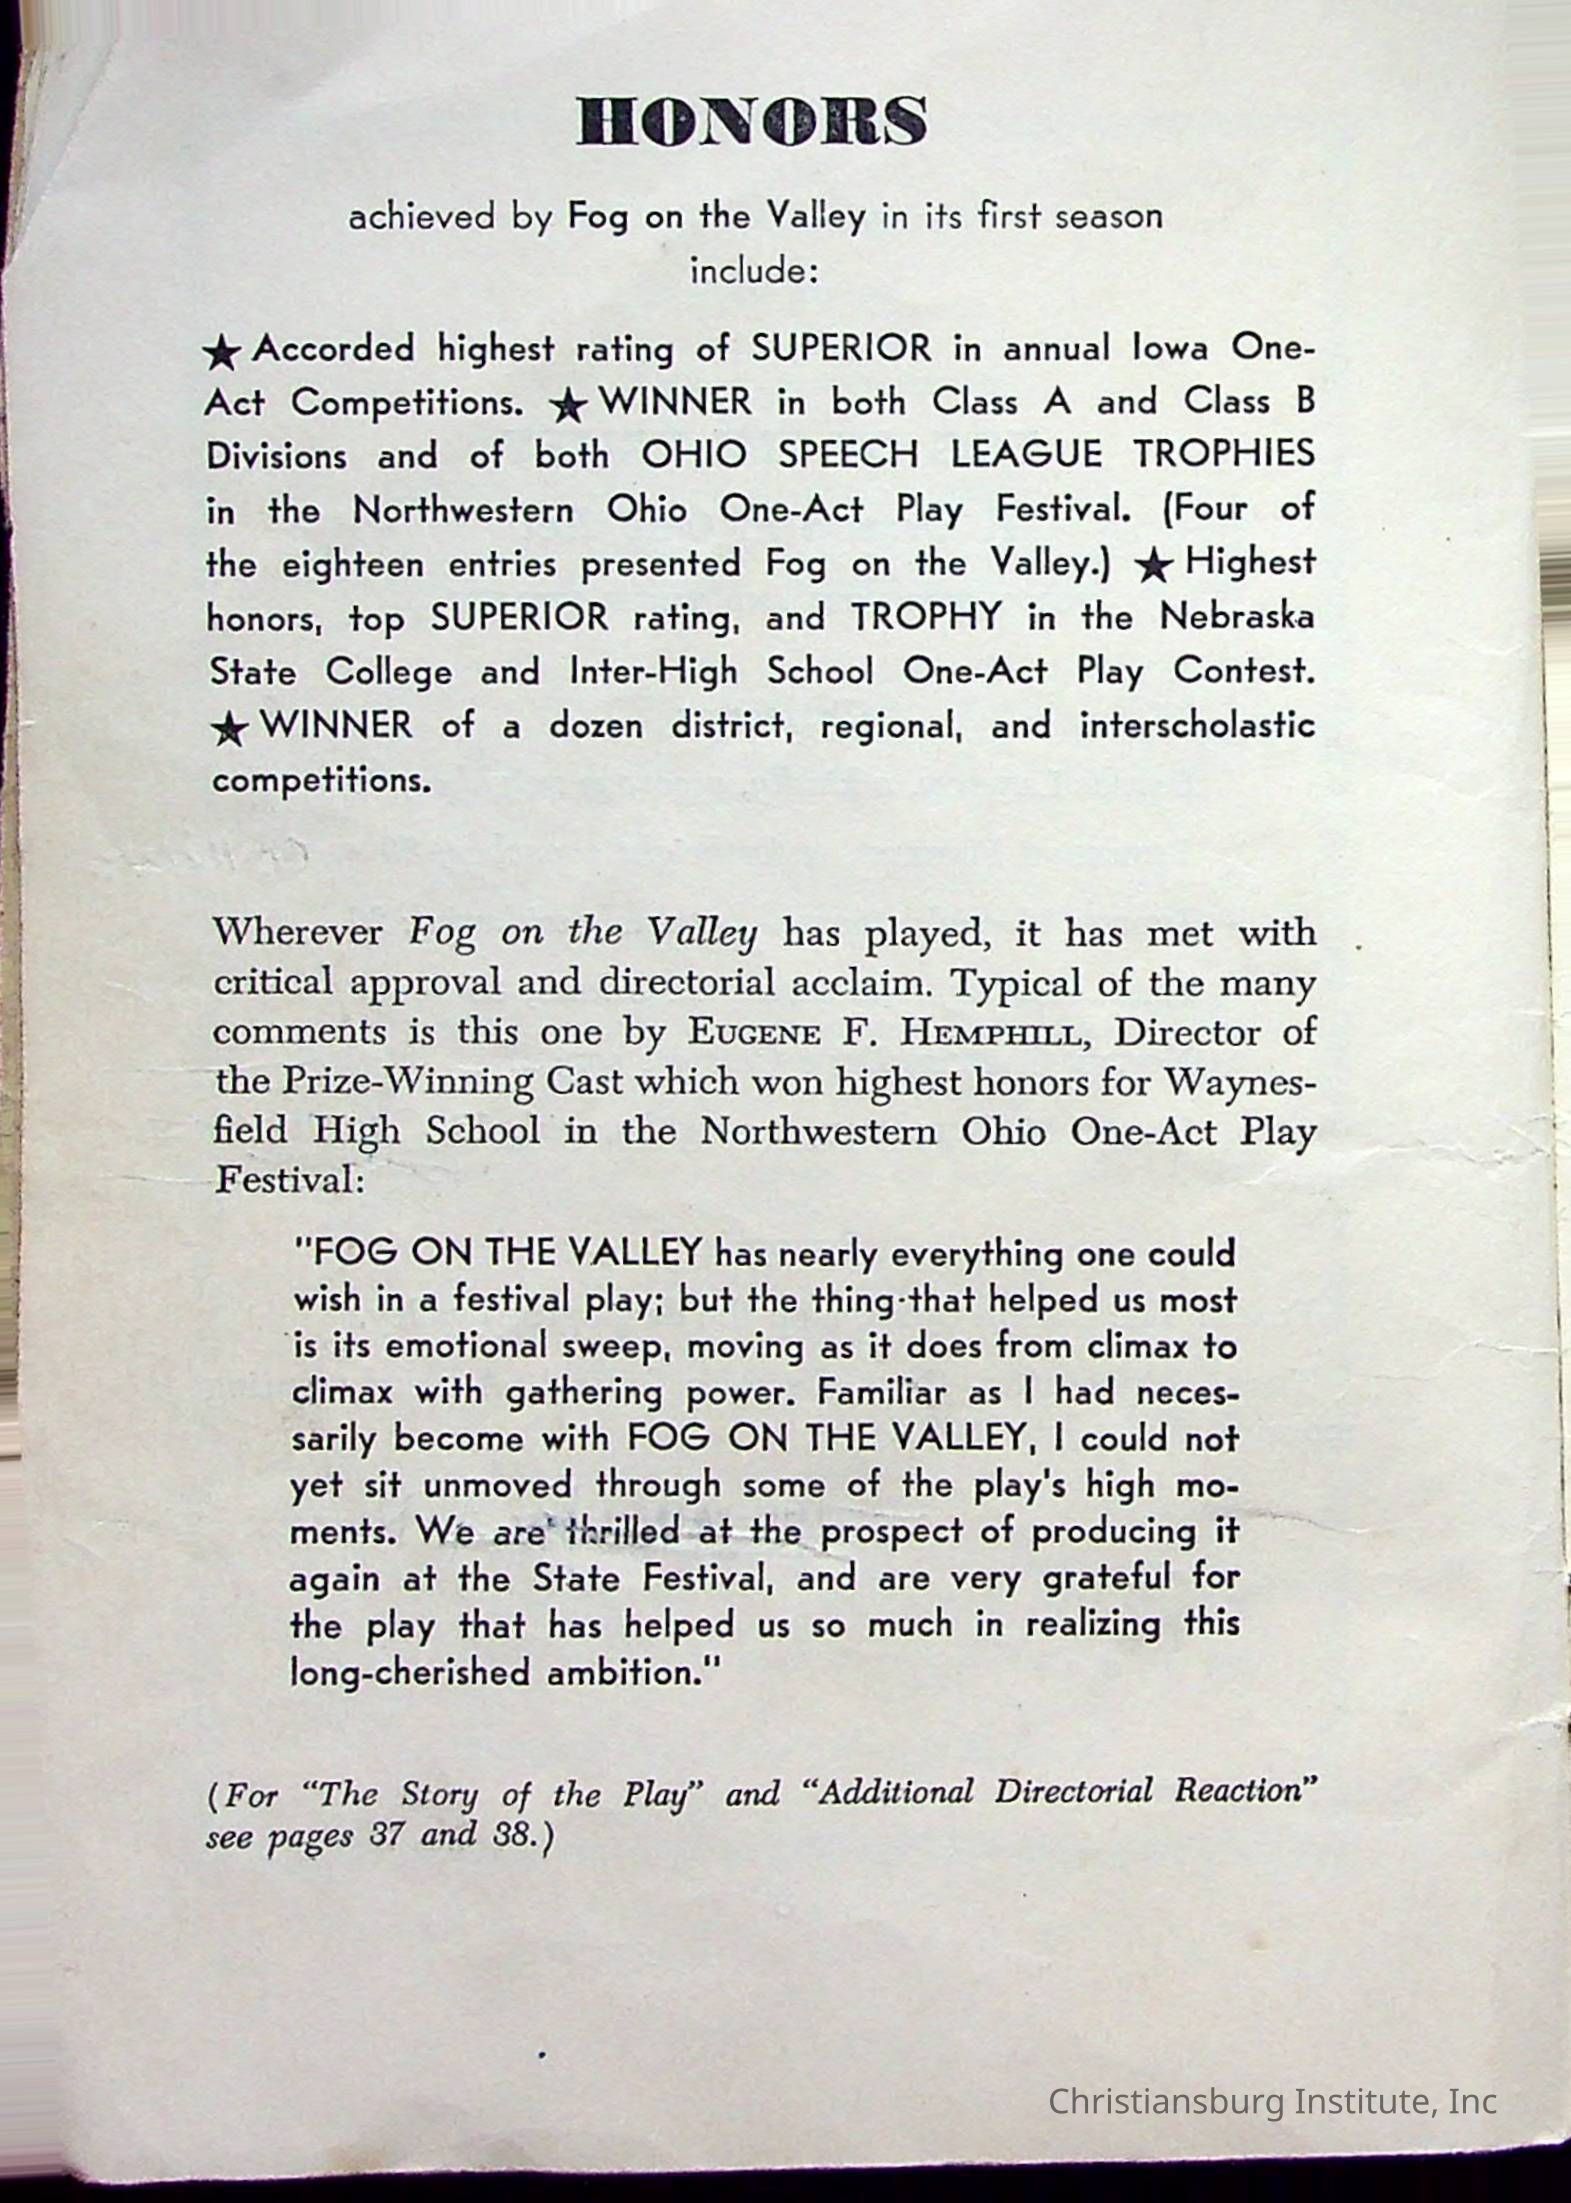 HONORS
achieved by Fog on the Valley in its first season
include:
★ Accorded highest rating of SUPERIOR in annual Iowa One-
Act Competitions. ★ WINNER in both Class A and Class B
Divisions and of both OHIO SPEECH LEAGUE TROPHIES
in the Northwestern Ohio One-Act Play Festival. (Four of
the eighteen entries presented Fog on the Valley.) ★ Highest
honors, top SUPERIOR rating, and TROPHY in the Nebraska
State College and Inter-High School One-Act Play Contest.
★ WINNER of a dozen district, regional, and interscholastic
competitions.
Wherever Fog on the Valley has played, it has met with
critical approval and directorial acclaim. Typical of the many
comments is this one by EUGENE F. HEMPHILL, Director of
the Prize-Winning Cast which won highest honors for Waynes-
field High School in the Northwestern Ohio One-Act Play
Festival:
"FOG ON THE VALLEY has nearly everything one could
wish in a festival play; but the thing that helped us most
is its emotional sweep, moving as it does from climax to
climax with gathering power. Familiar as I had neces-
sarily become with FOG ON THE VALLEY, I could not
yet sit unmoved through some of the play's high mo-
ments. We are thrilled at the prospect of producing it
again at the State Festival, and are very grateful for
the play that has helped us so much in realizing this
long-cherished ambition."
(For “The Story of the Play” and “Additional Directorial Reaction”
see pages 37 and 38.)
Christiansburg Institute, Inc